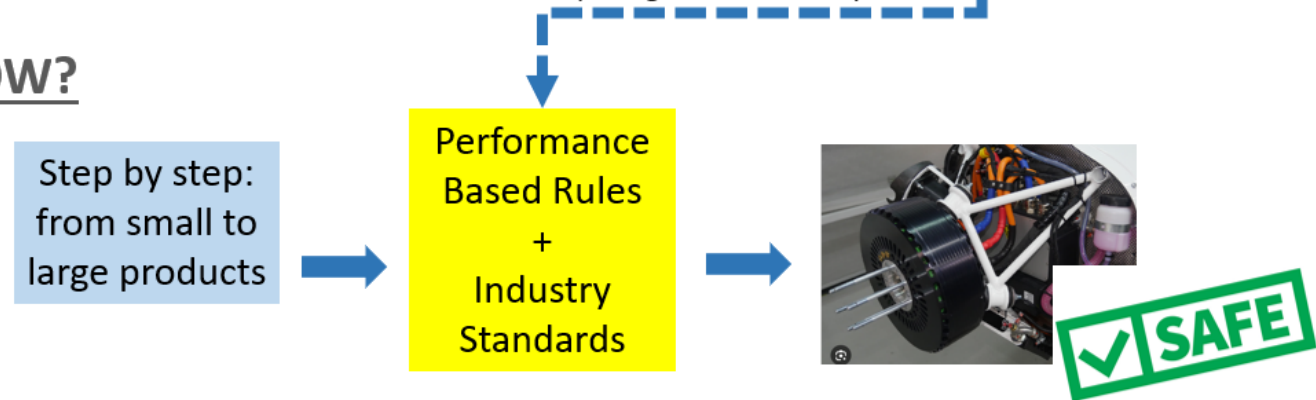 OW?
Step by step:
from small to
large products
Performance
Based Rules
+
Industry
Standards
SAFE